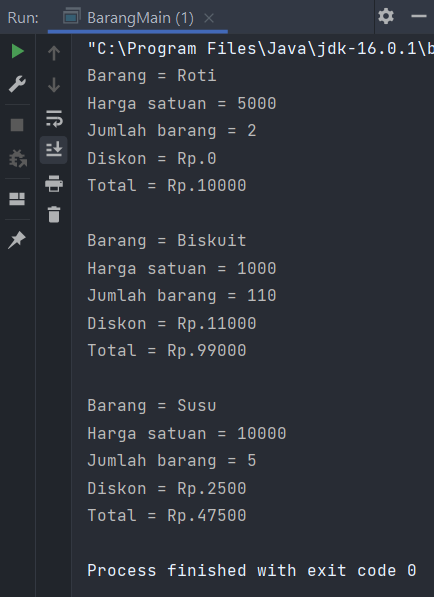 Run: BarangMain (1)
"C:\Program Files\Java\jdk-16.0.1\b
Barang = Roti
Harga satuan = 5000
Jumlah barang = 2
Diskon = Rp.0
Total = Rp.10000
Barang = Biskuit
Harga satuan = 1000
Jumlah barang = 110
Diskon = Rp.11000
Total = Rp.99000
Barang = Susu
Harga satuan = 10000
Jumlah barang = 5
Diskon = Rp.2500
Total = Rp.47500
Process finished with exit code 0